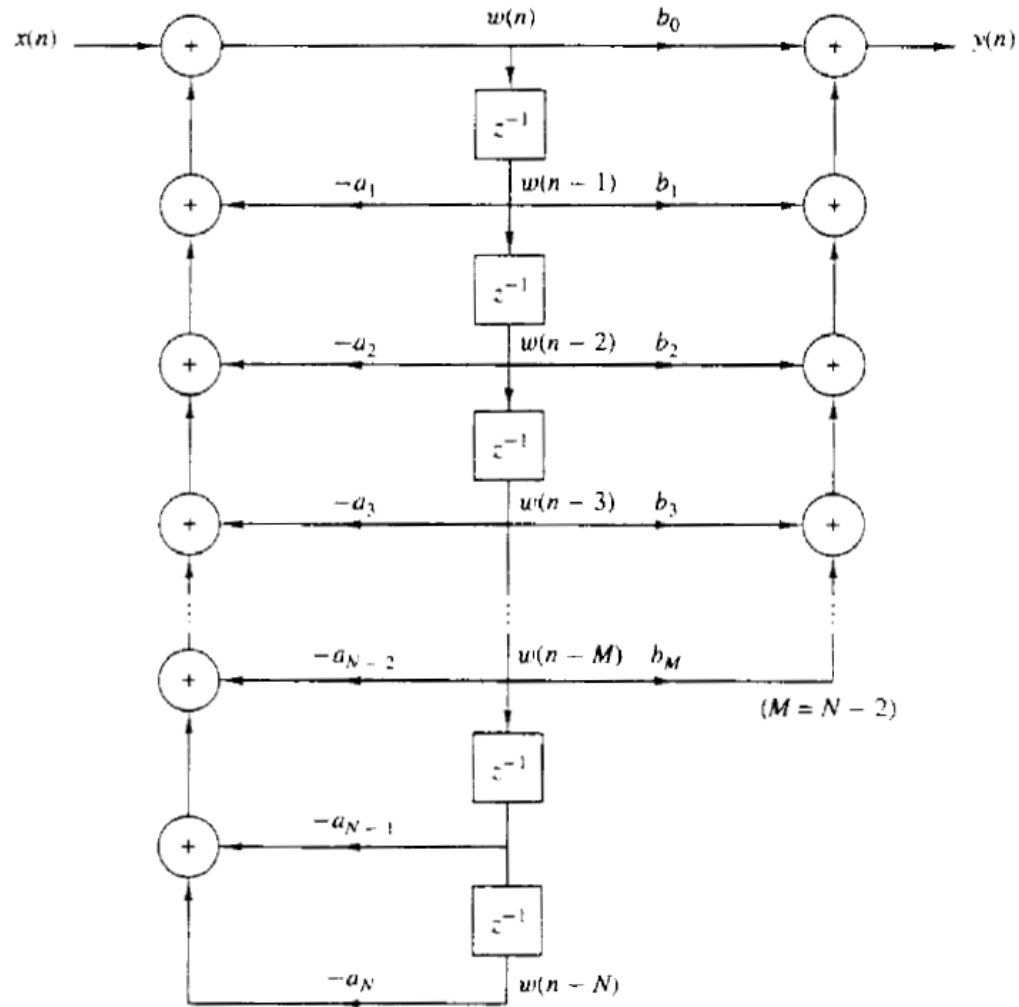 x(n) + w(n) b₀ + y(n)
z⁻¹
+ −a₁ w(n − 1) b₁ +
z⁻¹
+ −a₂ w(n − 2) b₂ +
z⁻¹
+ −a₃ w(n − 3) b₃ +
+ −a_{N−2} w(n − M) b_M
(M = N − 2)
z⁻¹
+ −a_{N−1}
z⁻¹
−a_N w(n − N)